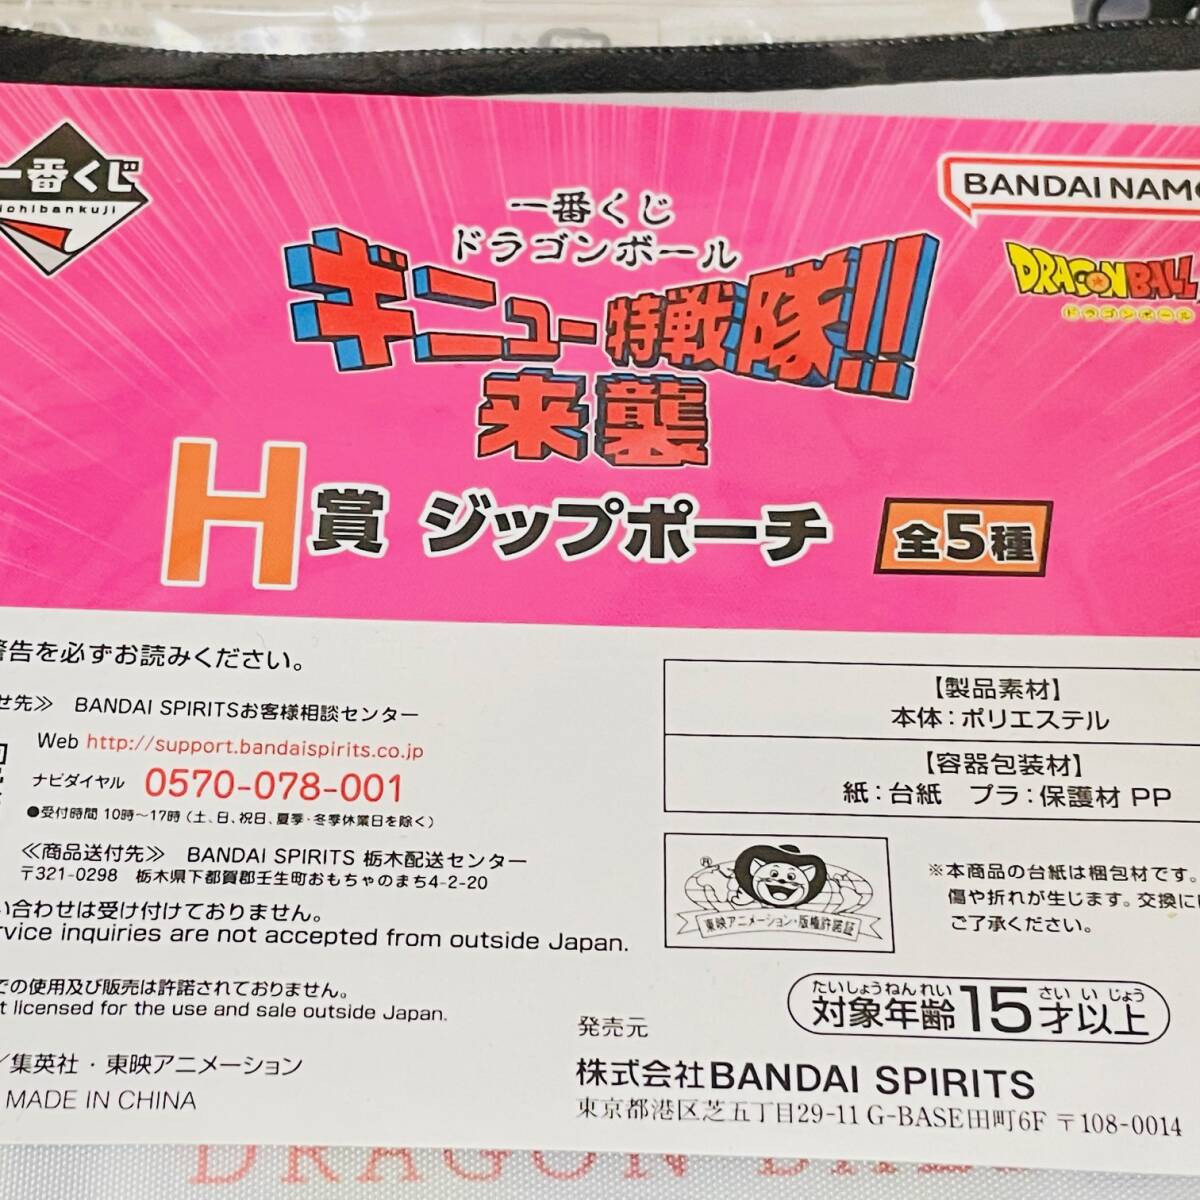 一番くじ
ichibankuji
一番くじ
ドラゴンボール
ギニュー特戦隊!!
来襲
BANDAI
DRAGONBALL
ドラゴンボール
H賞 ジップポーチ
全5種
警告を必ずお読みください。
せ先≫ BANDAI SPIRITSお客様相談センター
Web http://support.bandaispirits.co.jp
ナビダイヤル 0570-078-001
●受付時間 10時～17時 (土、日、祝日、夏季・冬季休業日を除く)
≪商品送付先≫ BANDAI SPIRITS 栃木配送センター
〒321-0298 栃木県下都賀郡壬生町おもちゃのまち4-2-20
い合わせは受け付けておりません。
rvice inquiries are not accepted from outside Japan.
での使用及び販売は許諾されておりません。
t licensed for the use and sale outside Japan.
／集英社・東映アニメーション
MADE IN CHINA
【製品素材】
本体：ポリエステル
【容器包装材】
紙：台紙 プラ：保護材 PP
®
東映アニメーション・版権許諾証
※本商品の台紙は梱包材です。
傷や折れが生じます。交換に
ご了承ください。
たいしょうねんれい さい いじょう
対象年齢15才以上
発売元
株式会社BANDAI SPIRITS
東京都港区芝五丁目29-11 G-BASE田町6F 〒108-0014
DRAGON BALL